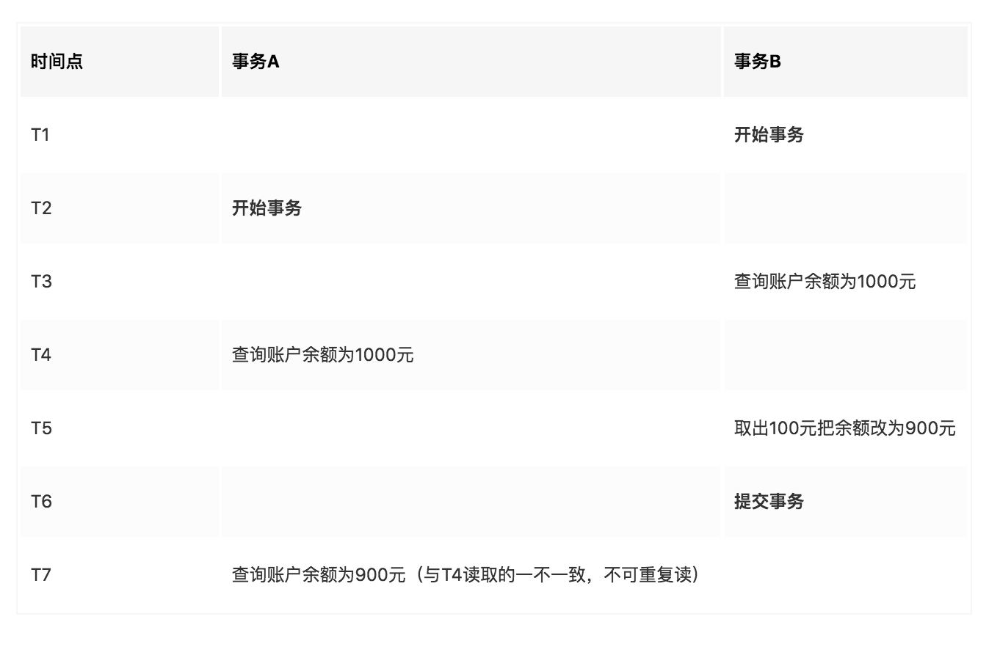 时间点 事务A 事务B
T1 开始事务
T2 开始事务
T3 查询账户余额为1000元
T4 查询账户余额为1000元
T5 取出100元把余额改为900元
T6 提交事务
T7 查询账户余额为900元（与T4读取的一不一致，不可重复读）